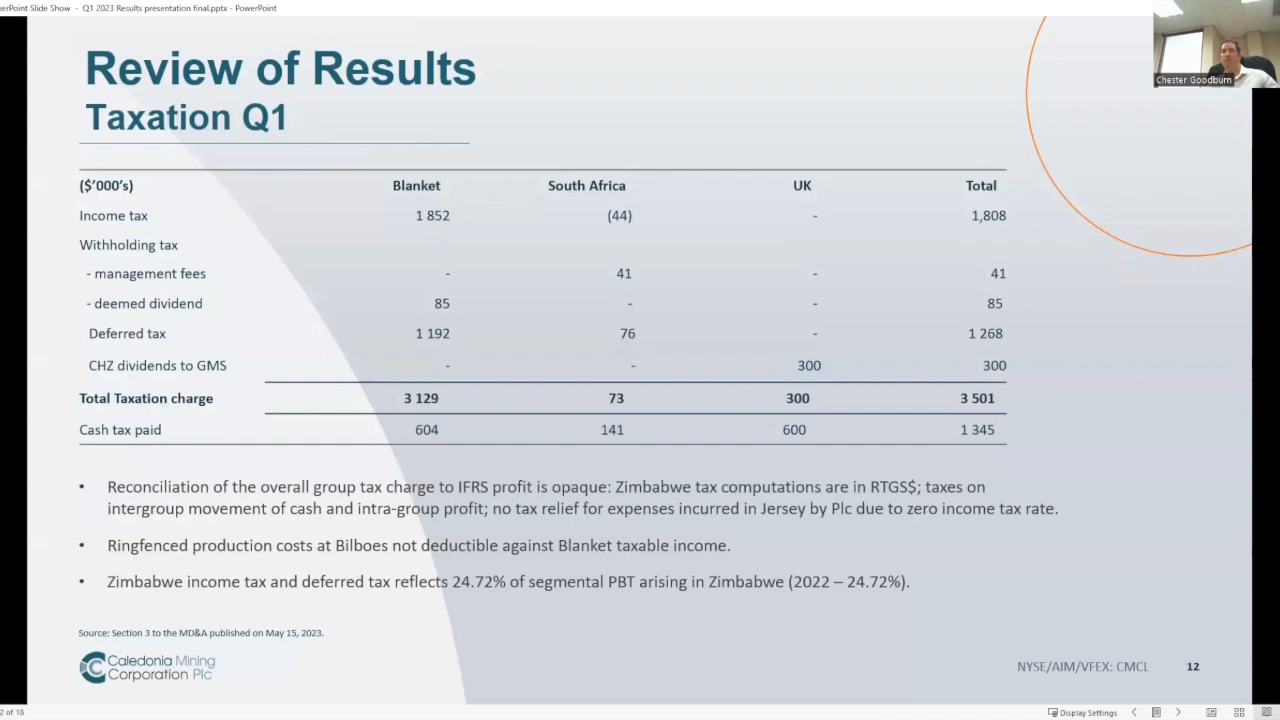 erPoint Slide Show - Q1 2023 Results presentation final.pptx - PowerPoint
Chester Goodburn
Review of Results
Taxation Q1
($’000’s) Blanket South Africa UK Total
Income tax 1 852 (44) - 1,808
Withholding tax
- management fees - 41 - 41
- deemed dividend 85 - - 85
Deferred tax 1 192 76 - 1 268
CHZ dividends to GMS - - 300 300
Total Taxation charge 3 129 73 300 3 501
Cash tax paid 604 141 600 1 345
• Reconciliation of the overall group tax charge to IFRS profit is opaque: Zimbabwe tax computations are in RTGS$; taxes on
intergroup movement of cash and intra-group profit; no tax relief for expenses incurred in Jersey by Plc due to zero income tax rate.
• Ringfenced production costs at Bilboes not deductible against Blanket taxable income.
• Zimbabwe income tax and deferred tax reflects 24.72% of segmental PBT arising in Zimbabwe (2022 – 24.72%).
Source: Section 3 to the MD&A published on May 15, 2023.
Caledonia Mining
Corporation Plc
NYSE/AIM/VFEX: CMCL 12
2 of 18 Display Settings